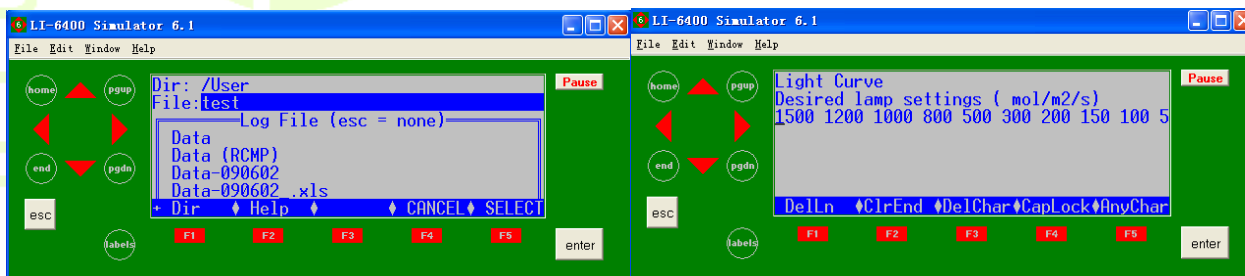 LI-6400 Simulator 6.1
File Edit Window Help
home
pgup
end
pgdn
esc
labels
Dir: /User
File:test
Log File (esc = none)
Data
Data (RCMP)
Data-090602
Data-090602_.xls
+ Dir ♦ Help ♦ ♦ CANCEL♦ SELECT
F1 F2 F3 F4 F5
Pause
enter
LI-6400 Simulator 6.1
File Edit Window Help
home
pgup
end
pgdn
esc
labels
Light Curve
Desired lamp settings ( mol/m2/s)
1500 1200 1000 800 500 300 200 150 100 5
DelLn ♦ClrEnd ♦DelChar♦CapLock♦AnyChar
F1 F2 F3 F4 F5
Pause
enter